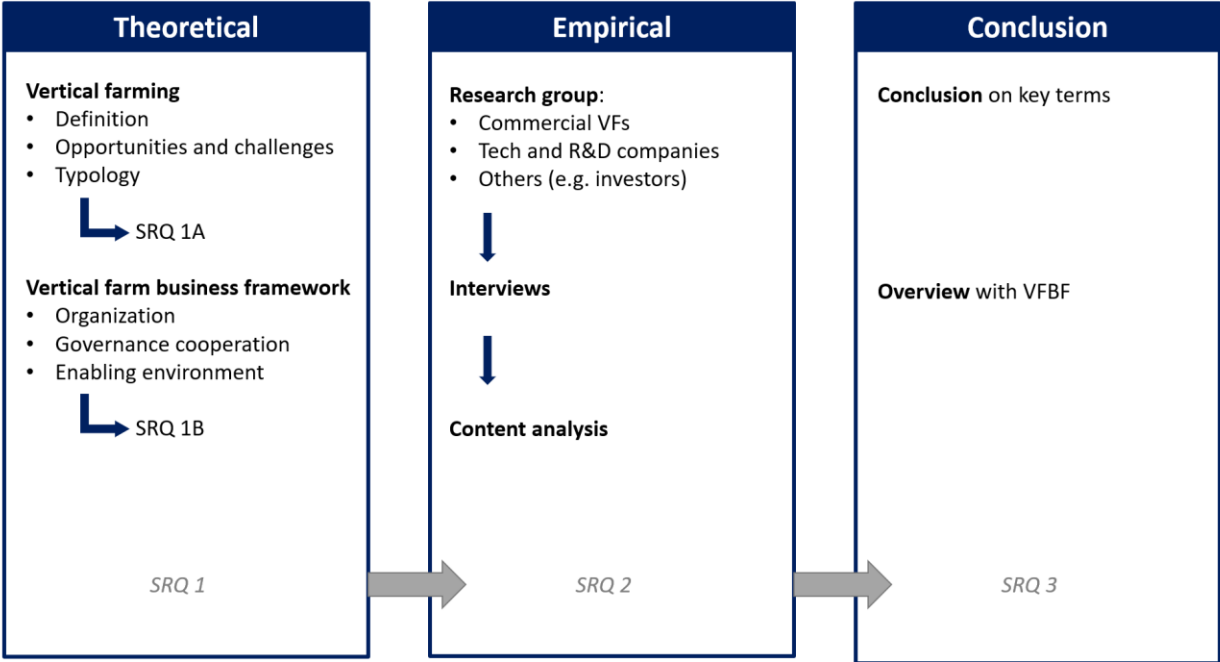 Theoretical
Vertical farming
• Definition
• Opportunities and challenges
• Typology
SRQ 1A
Vertical farm business framework
• Organization
• Governance cooperation
• Enabling environment
SRQ 1B
SRQ 1
Empirical
Research group:
• Commercial VFs
• Tech and R&D companies
• Others (e.g. investors)
Interviews
Content analysis
SRQ 2
Conclusion
Conclusion on key terms
Overview with VFBF
SRQ 3